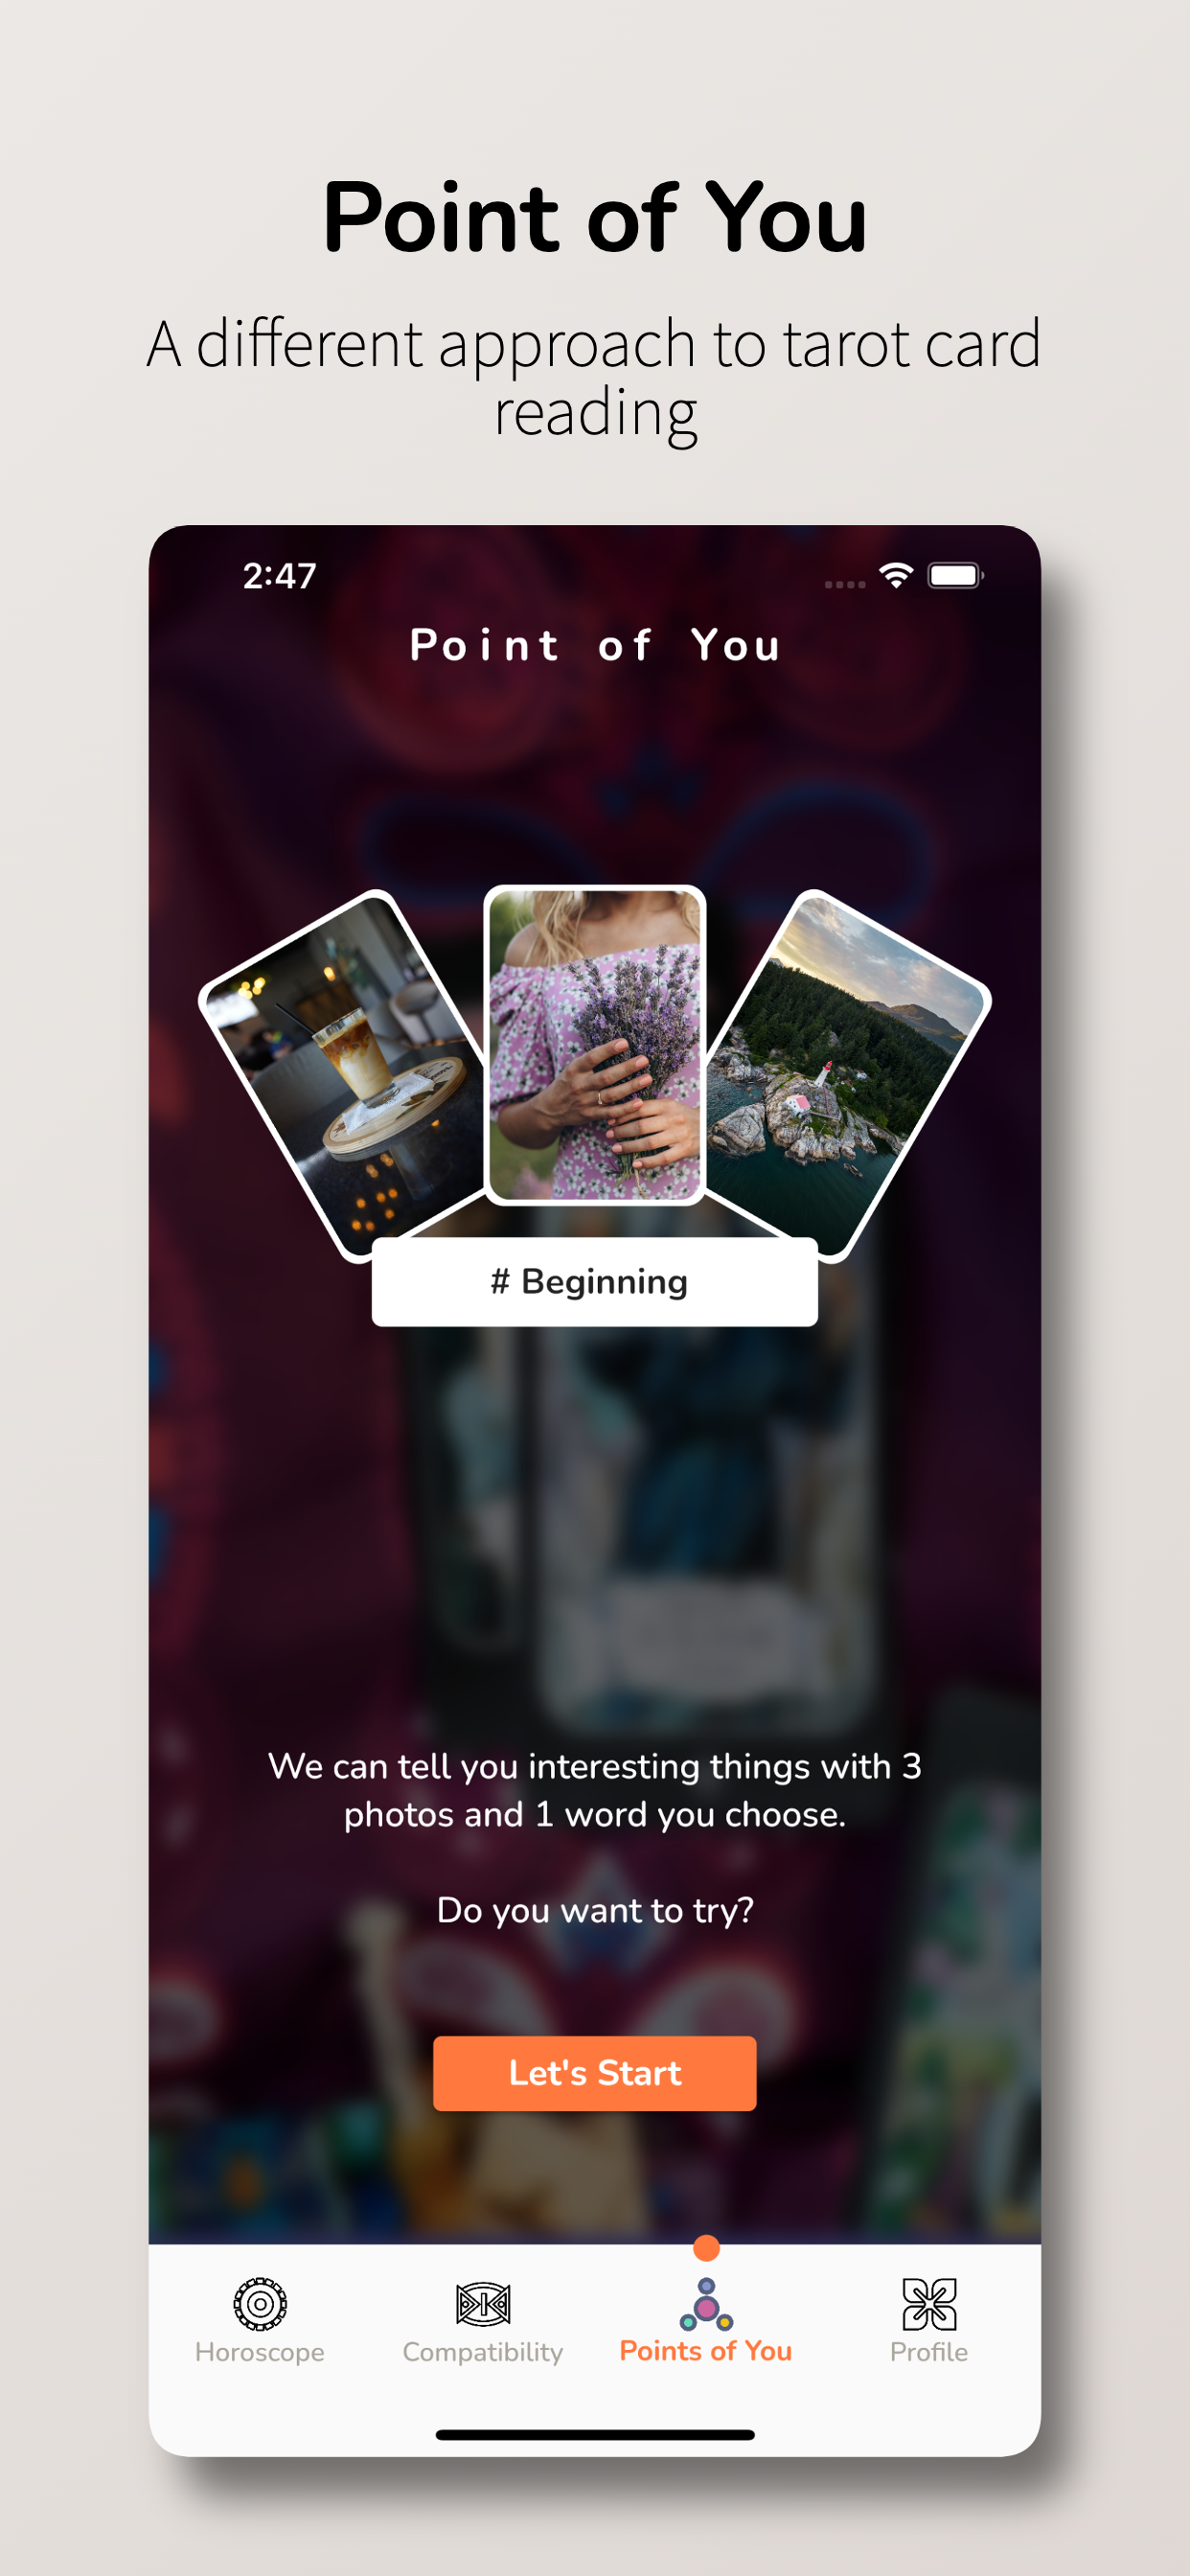 Point of You
A different approach to tarot card
reading
2:47
Point of You
# Beginning
We can tell you interesting things with 3
photos and 1 word you choose.
Do you want to try?
Let's Start
Horoscope
Compatibility
Points of You
Profile